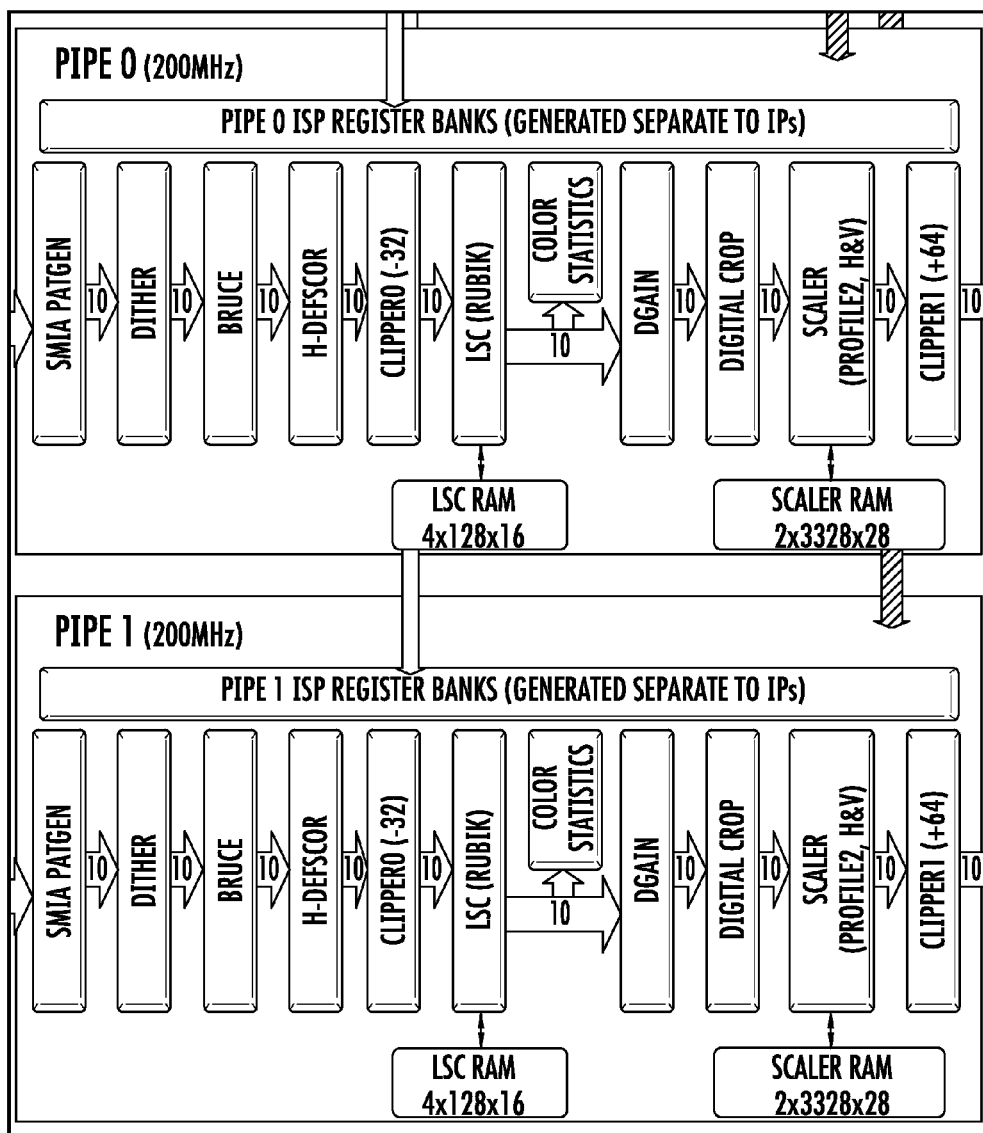 PIPE 0 (200MHz)
PIPE 0 ISP REGISTER BANKS (GENERATED SEPARATE TO IPs)
SMIA PATGEN
10
DITHER
10
BRUCE
10
H-DEFSCOR
10
CLIPPER0 (-32)
10
LSC (RUBIK)
10
COLOR
STATISTICS
DGAIN
10
DIGITAL CROP
10
SCALER
(PROFILE2, H&V)
10
CLIPPER1 (+64)
10
LSC RAM
4x128x16
SCALER RAM
2x3328x28
PIPE 1 (200MHz)
PIPE 1 ISP REGISTER BANKS (GENERATED SEPARATE TO IPs)
SMIA PATGEN
10
DITHER
10
BRUCE
10
H-DEFSCOR
10
CLIPPER0 (-32)
10
LSC (RUBIK)
10
COLOR
STATISTICS
DGAIN
10
DIGITAL CROP
10
SCALER
(PROFILE2, H&V)
10
CLIPPER1 (+64)
10
LSC RAM
4x128x16
SCALER RAM
2x3328x28